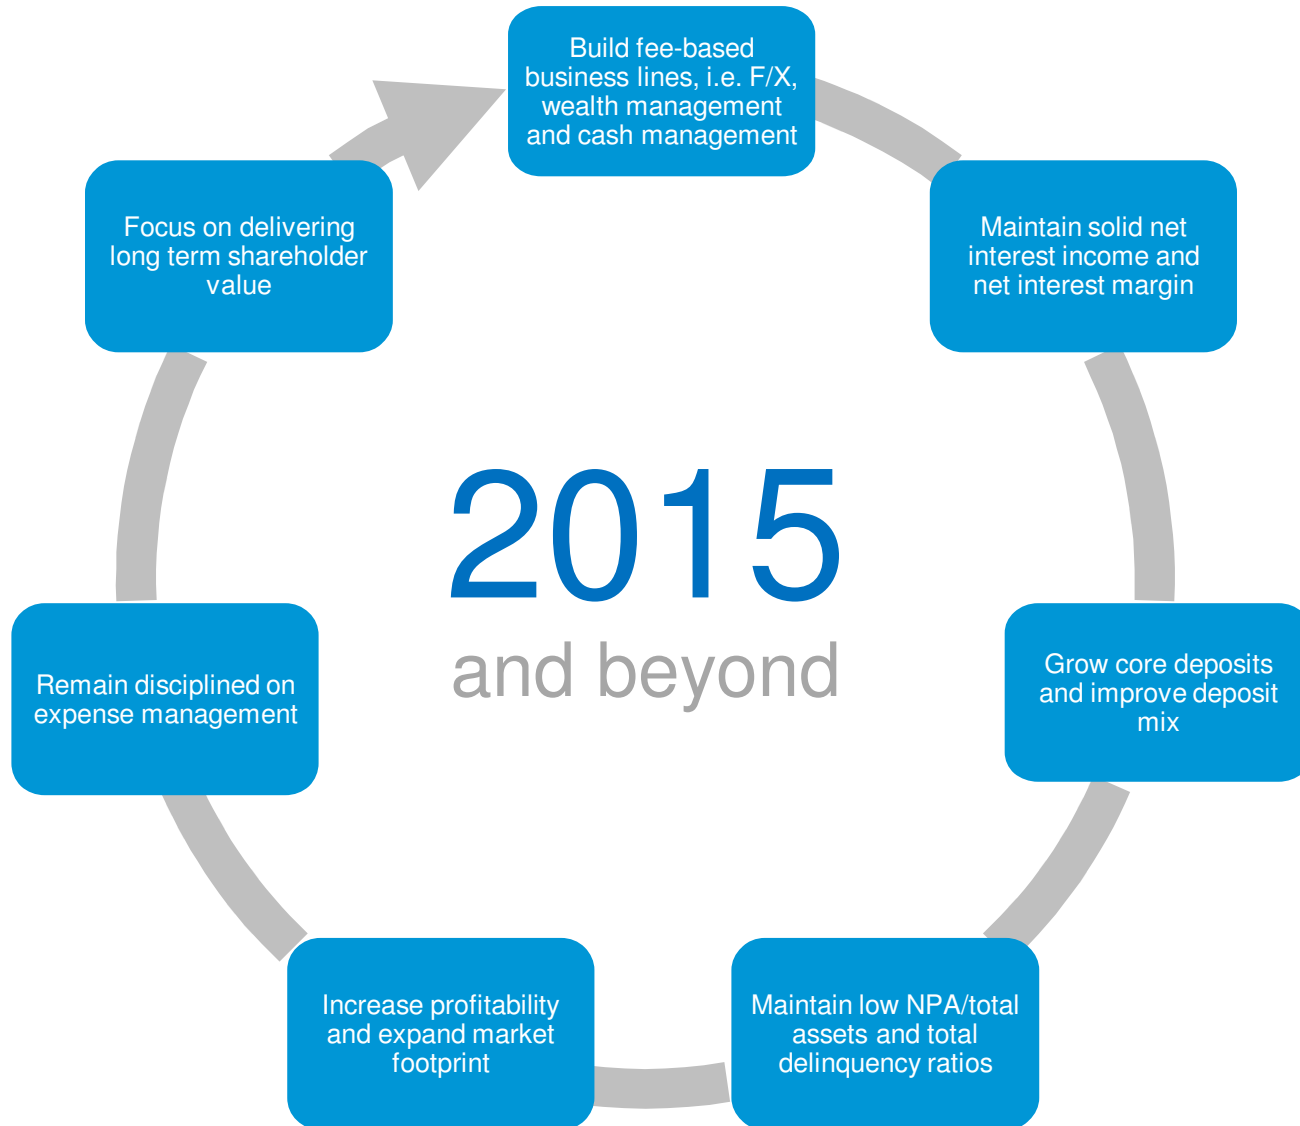 Build fee-based
business lines, i.e. F/X,
wealth management
and cash management
Maintain solid net
interest income and
net interest margin
Grow core deposits
and improve deposit
mix
Maintain low NPA/total
assets and total
delinquency ratios
Increase profitability
and expand market
footprint
Remain disciplined on
expense management
Focus on delivering
long term shareholder
value
2015
and beyond